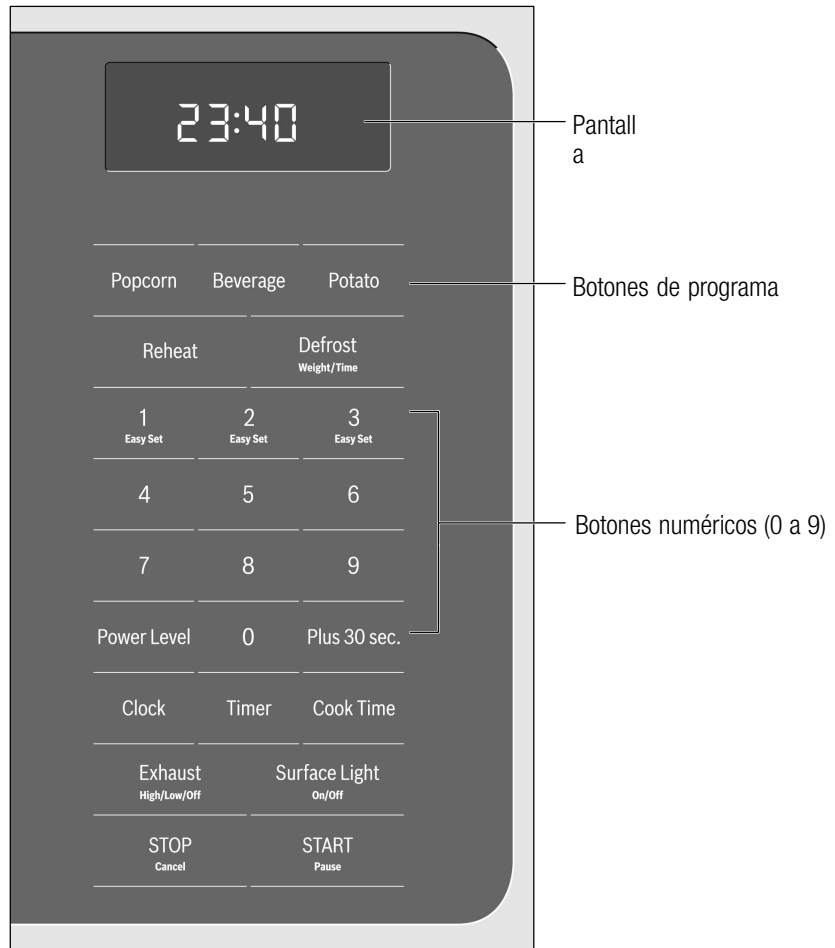 23:40
Pantall
a
Popcorn Beverage Potato
Botones de programa
Reheat Defrost
Weight/Time
1 2 3
Easy Set Easy Set Easy Set
4 5 6
Botones numéricos (0 a 9)
7 8 9
Power Level 0 Plus 30 sec.
Clock Timer Cook Time
Exhaust Surface Light
High/Low/Off On/Off
STOP START
Cancel Pause